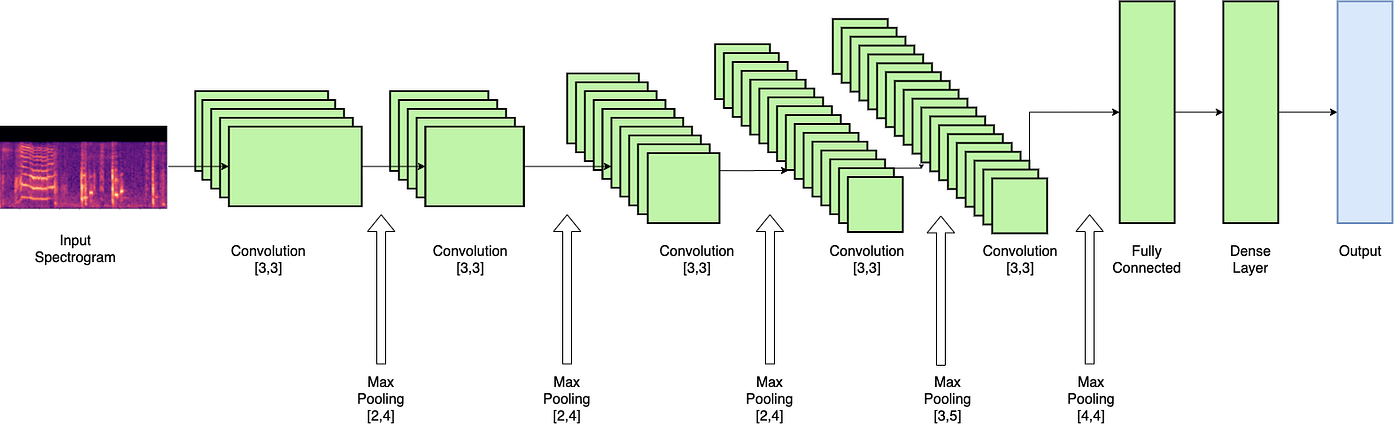 Input
Spectrogram
Convolution
[3,3]
Convolution
[3,3]
Convolution
[3,3]
Convolution
[3,3]
Convolution
[3,3]
Fully
Connected
Dense
Layer
Output
Max
Pooling
[2,4]
Max
Pooling
[2,4]
Max
Pooling
[2,4]
Max
Pooling
[3,5]
Max
Pooling
[4,4]